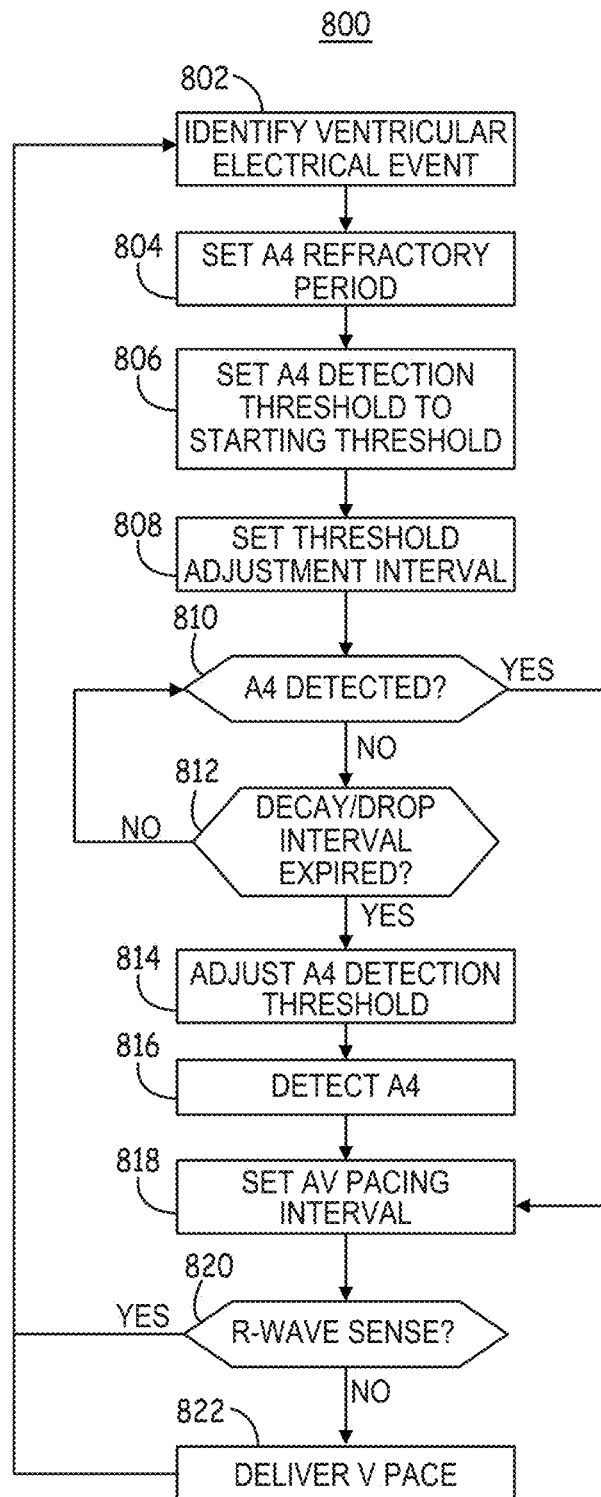 800
802
IDENTIFY VENTRICULAR
ELECTRICAL EVENT
804
SET A4 REFRACTORY
PERIOD
806
SET A4 DETECTION
THRESHOLD TO
STARTING THRESHOLD
808
SET THRESHOLD
ADJUSTMENT INTERVAL
810
A4 DETECTED?
YES
NO
812
DECAY/DROP
INTERVAL
EXPIRED?
NO
YES
814
ADJUST A4 DETECTION
THRESHOLD
816
DETECT A4
818
SET AV PACING
INTERVAL
820
YES
R-WAVE SENSE?
NO
822
DELIVER V PACE